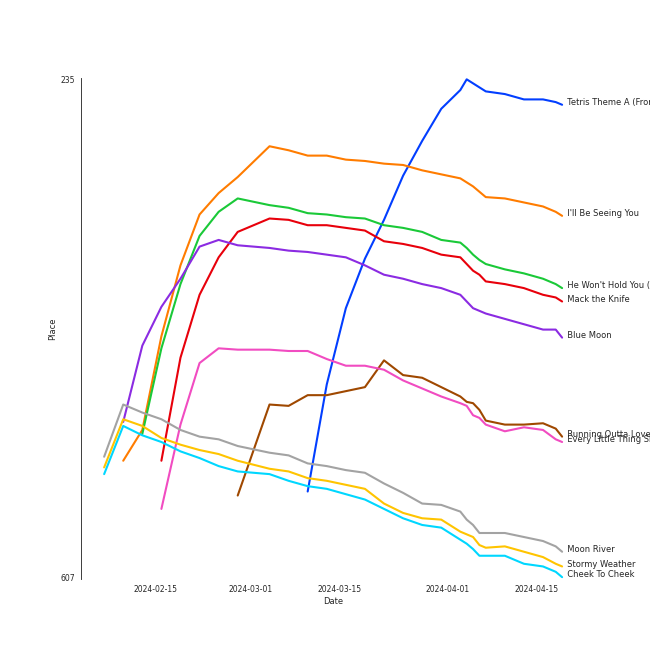 235
Tetris Theme A (Fro
I'll Be Seeing You
He Won't Hold You (
Mack the Knife
Place
Blue Moon
Running Outta Love
Every Little Thing S
Moon River
Stormy Weather
Cheek To Cheek
607
2024-02-15 2024-03-01 2024-03-15 2024-04-01 2024-04-15
Date